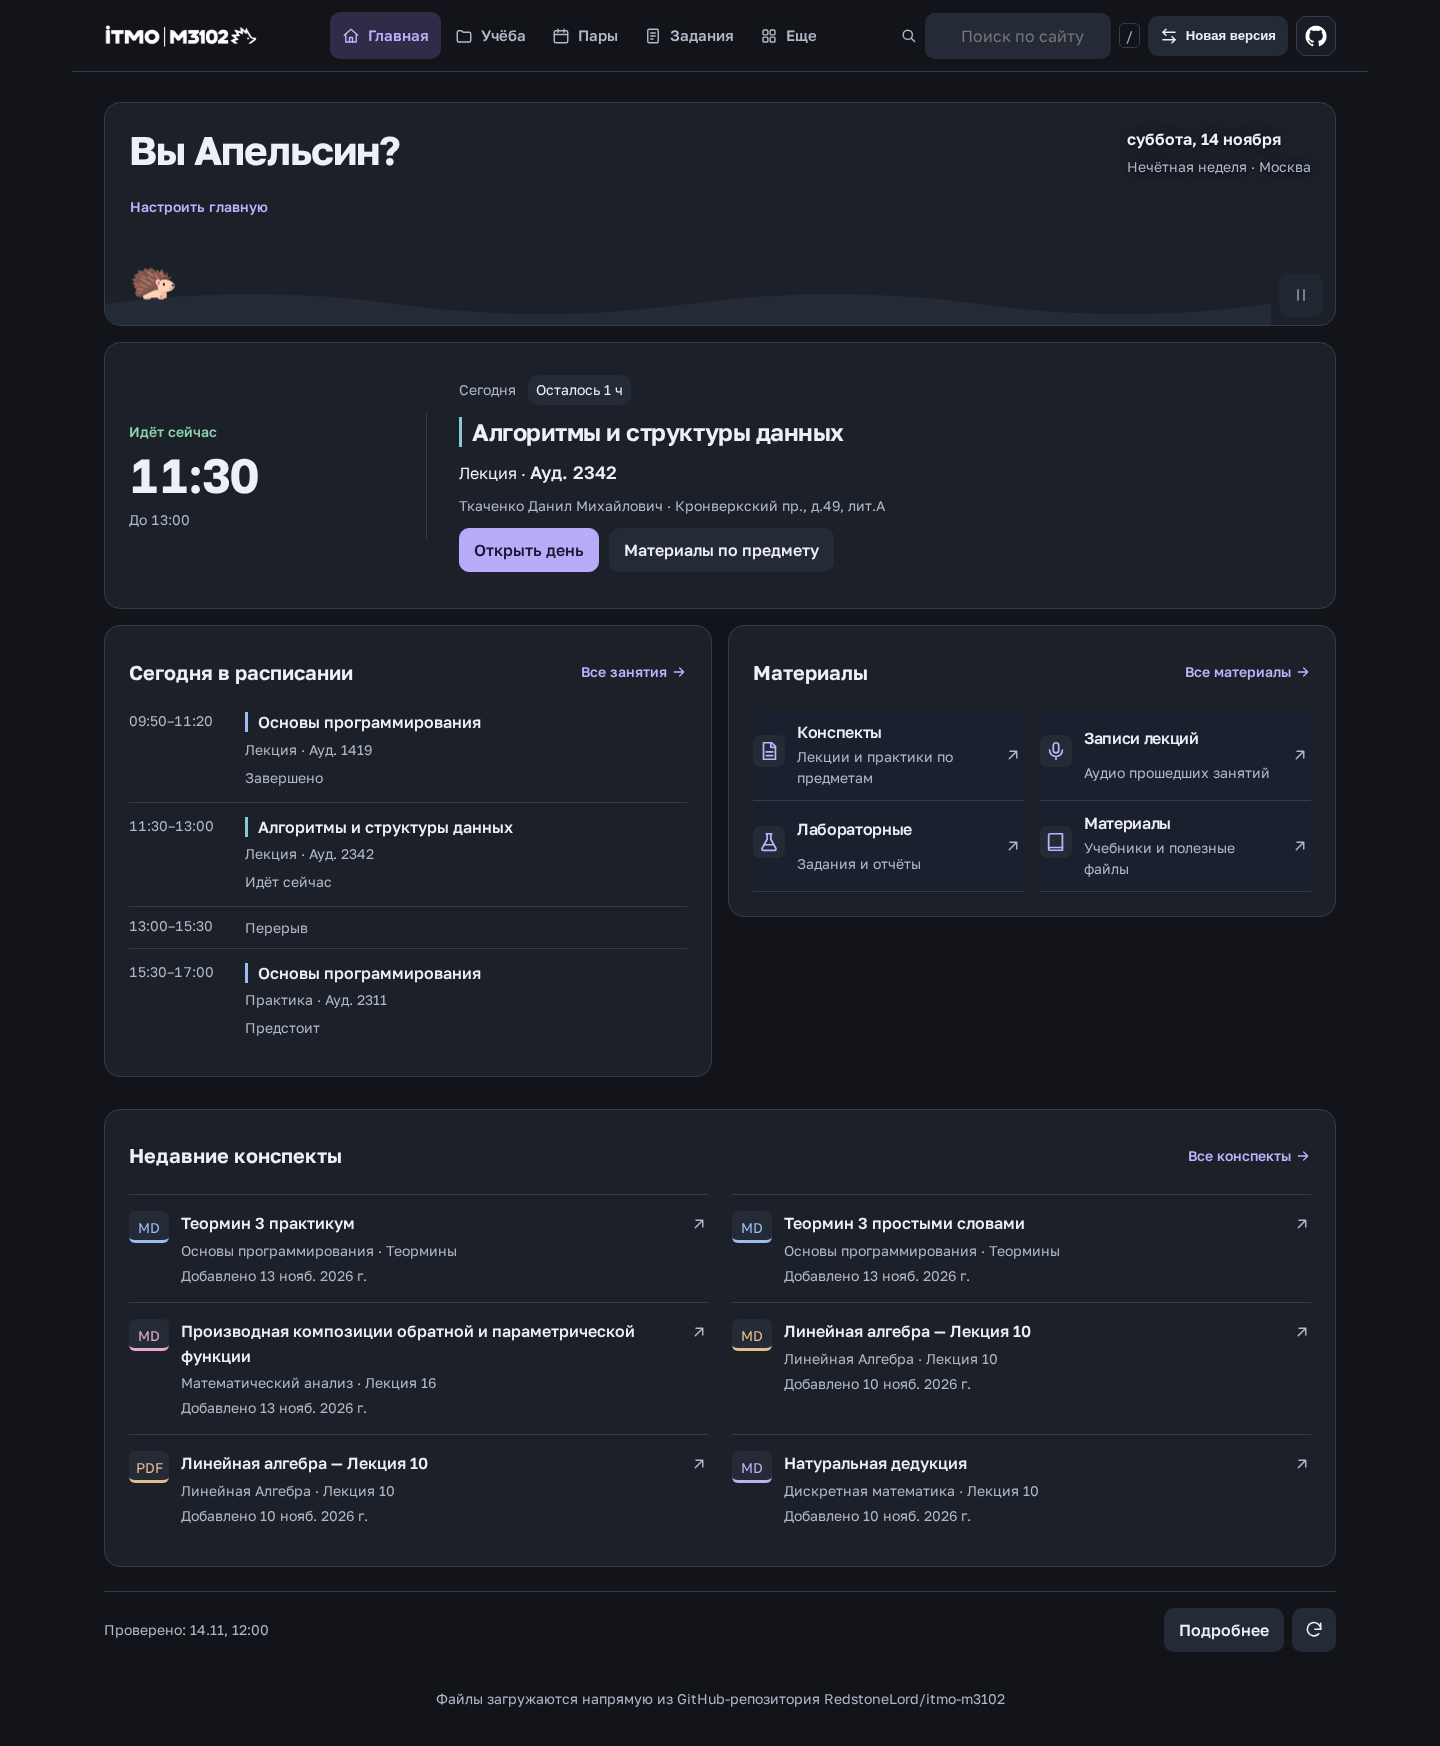 ITMO | M3102
Главная
Учёба
Пары
Задания
Еще
Поиск по сайту
/
Новая версия
Вы Апельсин?
суббота, 14 ноября
Нечётная неделя · Москва
Настроить главную
Сегодня
Осталось 1 ч
Идёт сейчас
11:30
До 13:00
Алгоритмы и структуры данных
Лекция · Ауд. 2342
Ткаченко Данил Михайлович · Кронверкский пр., д.49, лит.А
Открыть день
Материалы по предмету
Сегодня в расписании
Все занятия →
09:50–11:20
Основы программирования
Лекция · Ауд. 1419
Завершено
11:30–13:00
Алгоритмы и структуры данных
Лекция · Ауд. 2342
Идёт сейчас
13:00–15:30
Перерыв
15:30–17:00
Основы программирования
Практика · Ауд. 2311
Предстоит
Материалы
Все материалы →
Конспекты
Лекции и практики по
предметам
Записи лекций
Аудио прошедших занятий
Лабораторные
Задания и отчёты
Материалы
Учебники и полезные
файлы
Недавние конспекты
Все конспекты →
MD
Теормин 3 практикум
Основы программирования · Теормины
Добавлено 13 нояб. 2026 г.
MD
Теормин 3 простыми словами
Основы программирования · Теормины
Добавлено 13 нояб. 2026 г.
MD
Производная композиции обратной и параметрической
функции
Математический анализ · Лекция 16
Добавлено 13 нояб. 2026 г.
MD
Линейная алгебра — Лекция 10
Линейная Алгебра · Лекция 10
Добавлено 10 нояб. 2026 г.
PDF
Линейная алгебра — Лекция 10
Линейная Алгебра · Лекция 10
Добавлено 10 нояб. 2026 г.
MD
Натуральная дедукция
Дискретная математика · Лекция 10
Добавлено 10 нояб. 2026 г.
Проверено: 14.11, 12:00
Подробнее
Файлы загружаются напрямую из GitHub-репозитория RedstoneLord/itmo-m3102